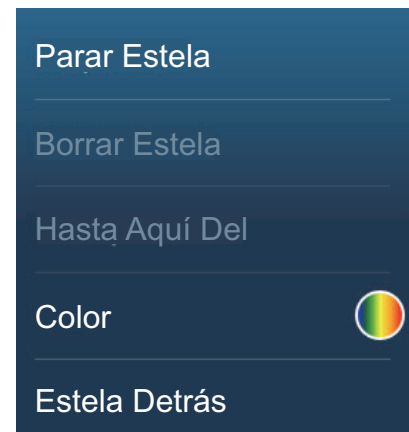 Parar Estela
Borrar Estela
Hasta Aquí Del
Color
Estela Detrás